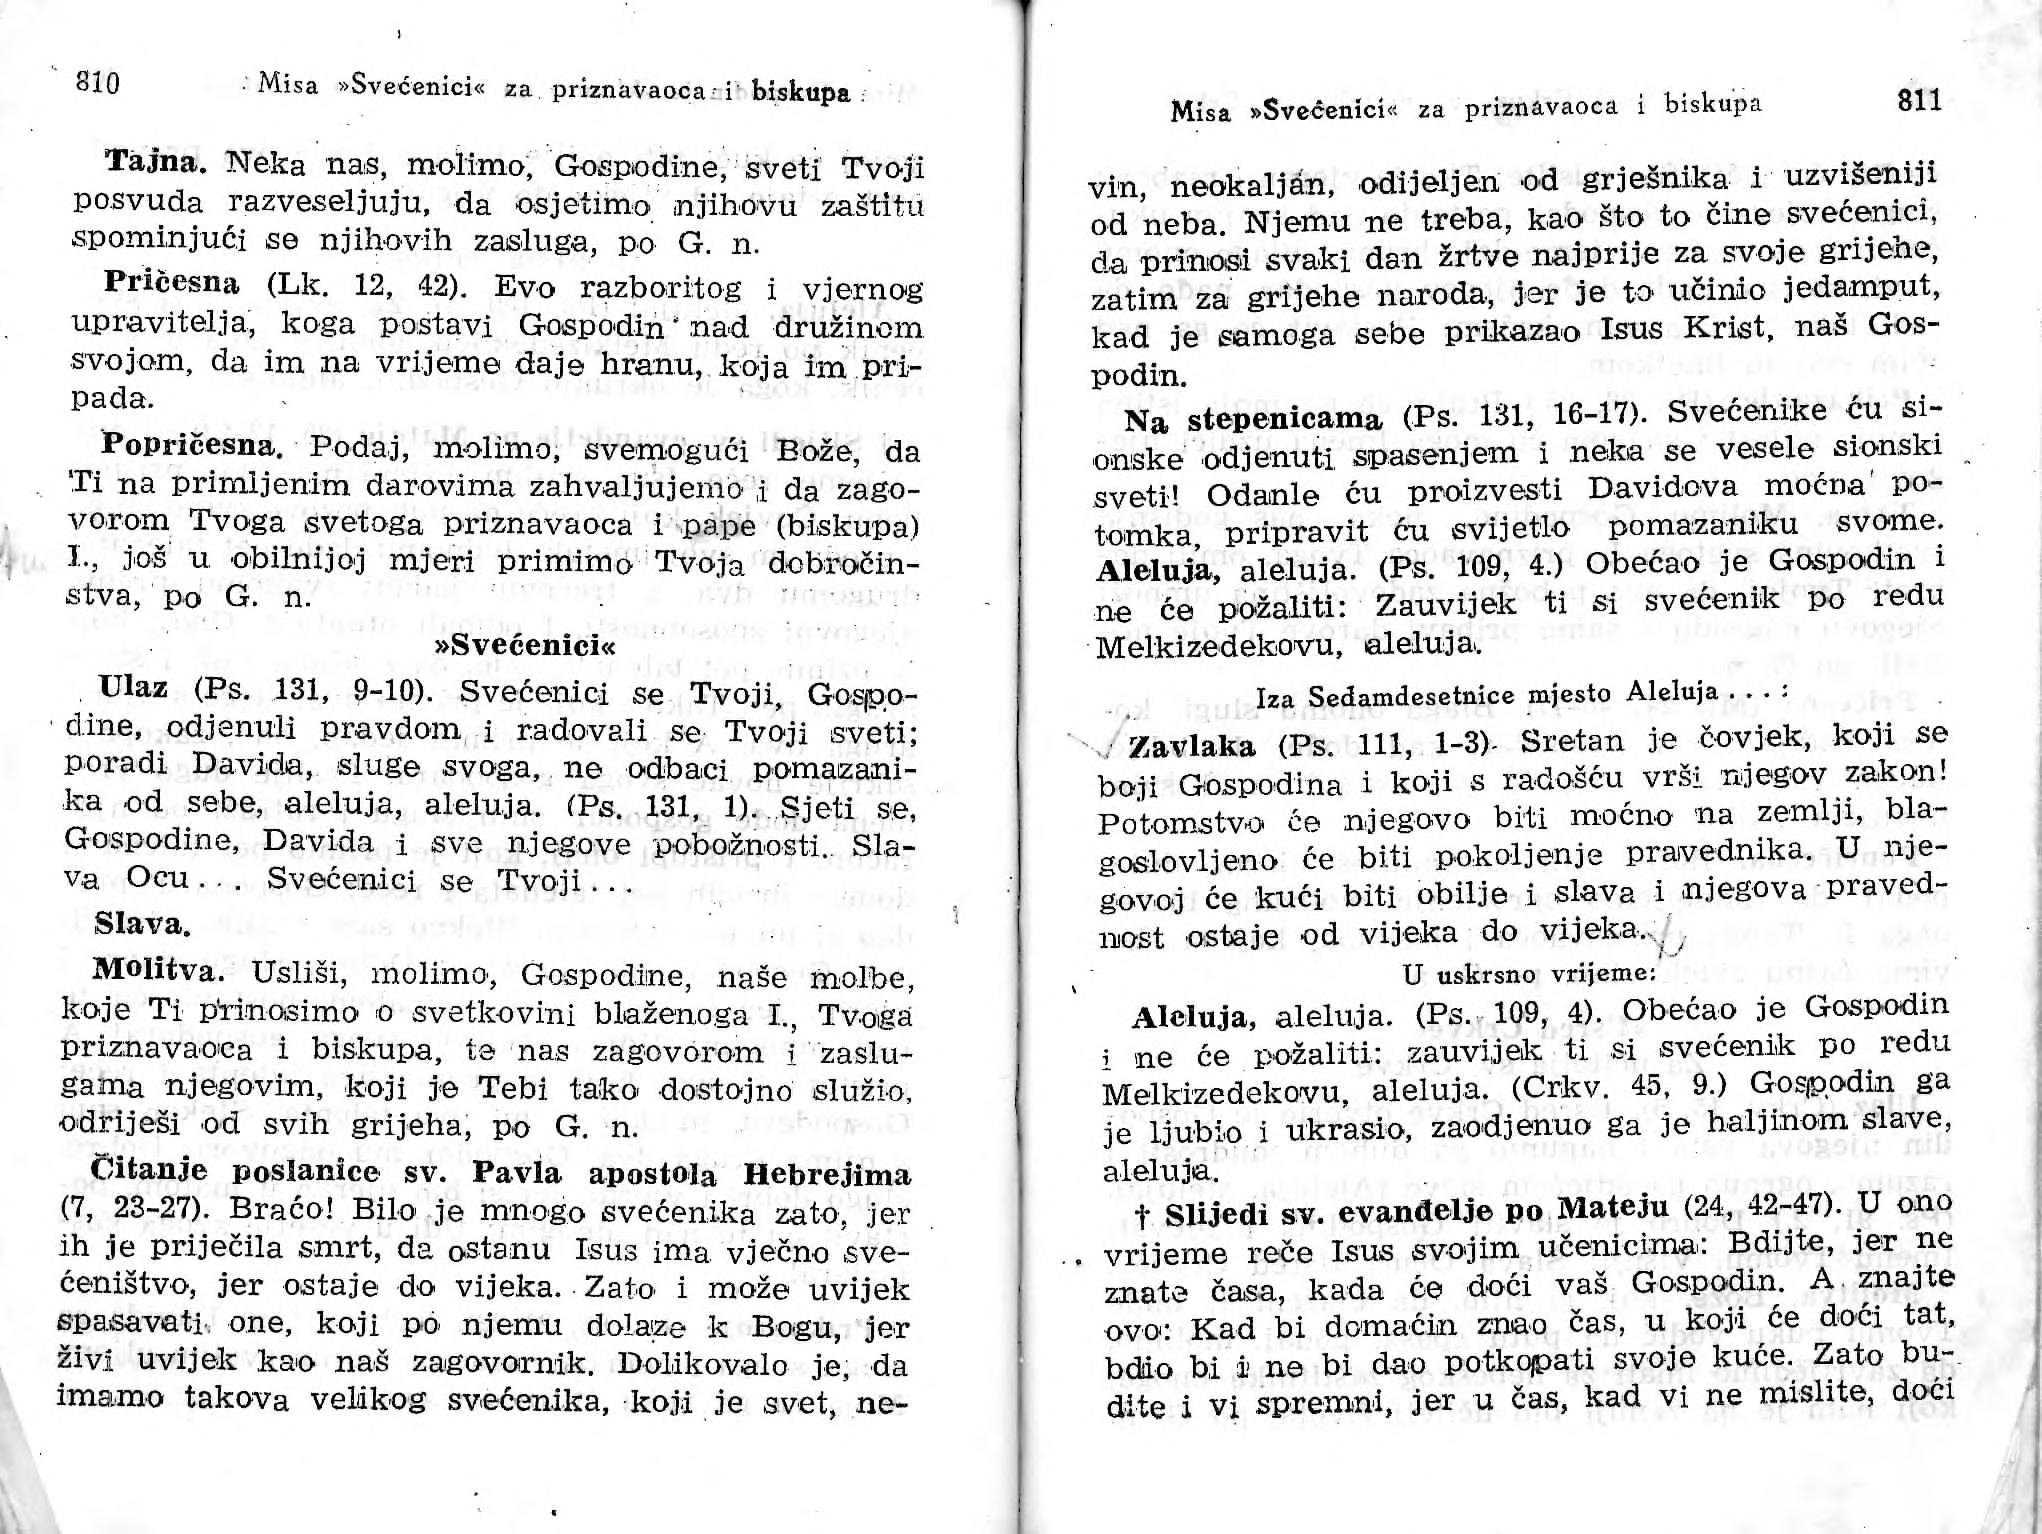 810
Misa »Svećenici« za priznavaoca i biskupa
Tajna. Neka nas, molimo, Gospodine, sveti Tvoji
posvuda razveseljuju, da osjetimo njihovu zaštitu
spominjući se njihovih zasluga, po G. n.
Pričesna (Lk. 12, 42). Evo razboritog i vjernog
upravitelja, koga postavi Gospodin nad družinom
svojom, da im na vrijeme daje hranu, koja im pri-
pada.
Popričesna. Podaj, molimo, svemogući Bože, da
Ti na primljenim darovima zahvaljujemo i da zago-
vorom Tvoga svetoga priznavaoca i pape (biskupa)
I., još u obilnijoj mjeri primimo Tvoja dobročin-
stva, po G. n.
»Svećenici«
Ulaz (Ps. 131, 9-10). Svećenici se Tvoji, Gospo-
dine, odjenuli pravdom i radovali se Tvoji sveti;
poradi Davida, sluge svoga, ne odbaci pomazani-
ka od sebe, aleluja, aleluja. (Ps. 131, 1). Sjeti se,
Gospodine, Davida i sve njegove pobožnosti. Sla-
va Ocu... Svećenici se Tvoji...
Slava.
Molitva. Usliši, molimo, Gospodine, naše molbe,
koje Ti prinosimo o svetkovini blaženoga I., Tvoga
priznavaoca i biskupa, te nas zagovorom i zaslu-
gama njegovim, koji je Tebi tako dostojno služio,
odriješi od svih grijeha, po G. n.
Čitanje poslanice sv. Pavla apostola Hebrejima
(7, 23-27). Braćo! Bilo je mnogo svećenika zato, jer
ih je priječila smrt, da ostanu Isus ima vječno sve-
ćeništvo, jer ostaje do vijeka. Zato i može uvijek
spasavati one, koji po njemu dolaze k Bogu, jer
živi uvijek kao naš zagovornik. Dolikovalo je, da
imamo takova velikog svećenika, koji je svet, ne-
Misa »Svećenici« za priznavaoca i biskupa
811
vin, neokaljan, odijeljen od grješnika i uzvišeniji
od neba. Njemu ne treba, kao što to čine svećenici,
da prinosi svaki dan žrtve najprije za svoje grijehe,
zatim za grijehe naroda, jer je to učinio jedamput,
kad je samoga sebe prikazao Isus Krist, naš Gos-
podin.
Na stepenicama (Ps. 131, 16-17). Svećenike ću si-
onske odjenuti spasenjem i neka se vesele sionski
sveti! Odanle ću proizvesti Davidova moćna po-
tomka, pripravit ću svijetlo pomazaniku svome.
Aleluja, aleluja. (Ps. 109, 4.) Obećao je Gospodin i
ne će požaliti: Zauvijek ti si svećenik po redu
Melkizedekovu, aleluja.
Iza Sedamdesetnice mjesto Aleluja...:
Zavlaka (Ps. 111, 1-3). Sretan je čovjek, koji se
boji Gospodina i koji s radošću vrši njegov zakon!
Potomstvo će njegovo biti moćno na zemlji, bla-
goslovljeno će biti pokoljenje pravednika. U nje-
govoj će kući biti obilje i slava i njegova praved-
nost ostaje od vijeka do vijeka.
U uskrsno vrijeme:
Aleluja, aleluja. (Ps. 109, 4). Obećao je Gospodin
i ne će požaliti: zauvijek ti si svećenik po redu
Melkizedekovu, aleluja. (Crkv. 45, 9.) Gospodin ga
je ljubio i ukrasio, zaodjenuo ga je haljinom slave,
aleluja.
† Slijedi sv. evanđelje po Mateju (24, 42-47). U ono
vrijeme reče Isus svojim učenicima: Bdijte, jer ne
znate časa, kada će doći vaš Gospodin. A znajte
ovo: Kad bi domaćin znao čas, u koji će doći tat,
bdio bi i ne bi dao potkopati svoje kuće. Zato bu-
dite i vi spremni, jer u čas, kad vi ne mislite, doći